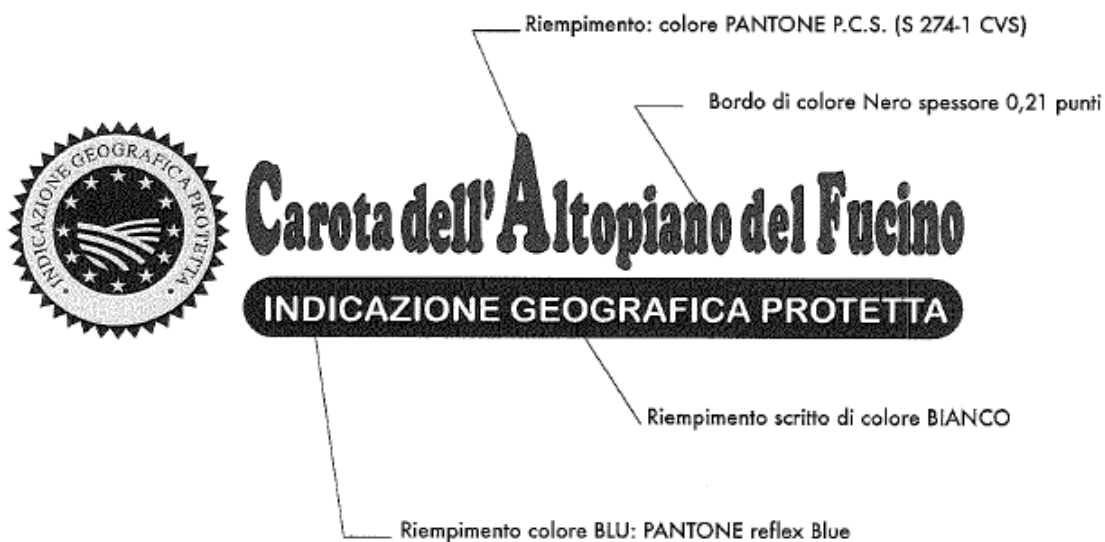 Riempimento: colore PANTONE P.C.S. (S 274-1 CVS)
Bordo di colore Nero spessore 0,21 punti
· INDICAZIONE GEOGRAFICA PROTETTA ·
Carota dell'Altopiano del Fucino
INDICAZIONE GEOGRAFICA PROTETTA
Riempimento scritto di colore BIANCO
Riempimento colore BLU: PANTONE reflex Blue